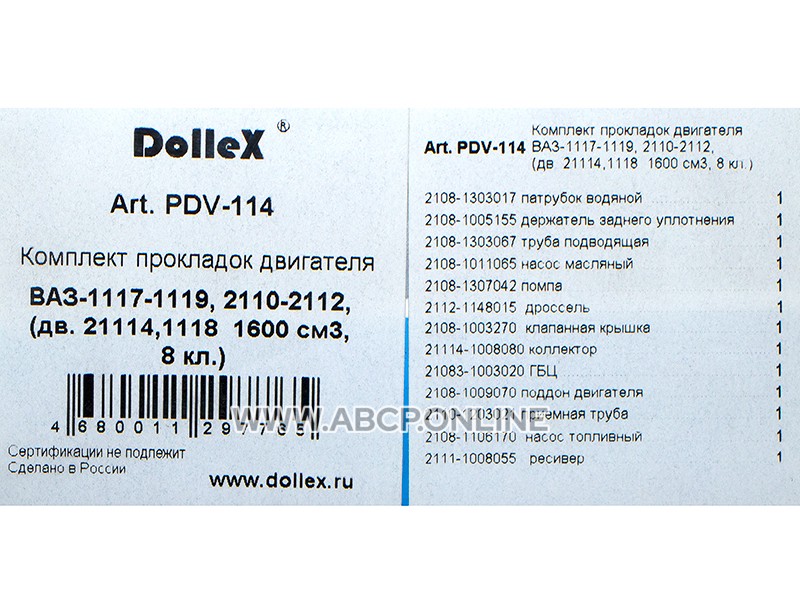 DolleX ®
Art. PDV-114
Комплект прокладок двигателя
ВАЗ-1117-1119, 2110-2112,
(дв. 21114,1118 1600 см3,
8 кл.)
4 680011 297735
Сертификации не подлежит
Сделано в России
www.dollex.ru
WWW.ABCP.ONLINE
Art. PDV-114 Комплект прокладок двигателя
ВАЗ-1117-1119, 2110-2112,
(дв. 21114,1118 1600 см3, 8 кл.)
2108-1303017 патрубок водяной 1
2108-1005155 держатель заднего уплотнения 1
2108-1303067 труба подводящая 1
2108-1011065 насос масляный 1
2108-1307042 помпа 1
2112-1148015 дроссель 1
2108-1003270 клапанная крышка 1
21114-1008080 коллектор 1
21083-1003020 ГБЦ 1
2108-1009070 поддон двигателя 1
2110-1203021 приемная труба 1
2108-1106170 насос топливный 1
2111-1008055 ресивер 1